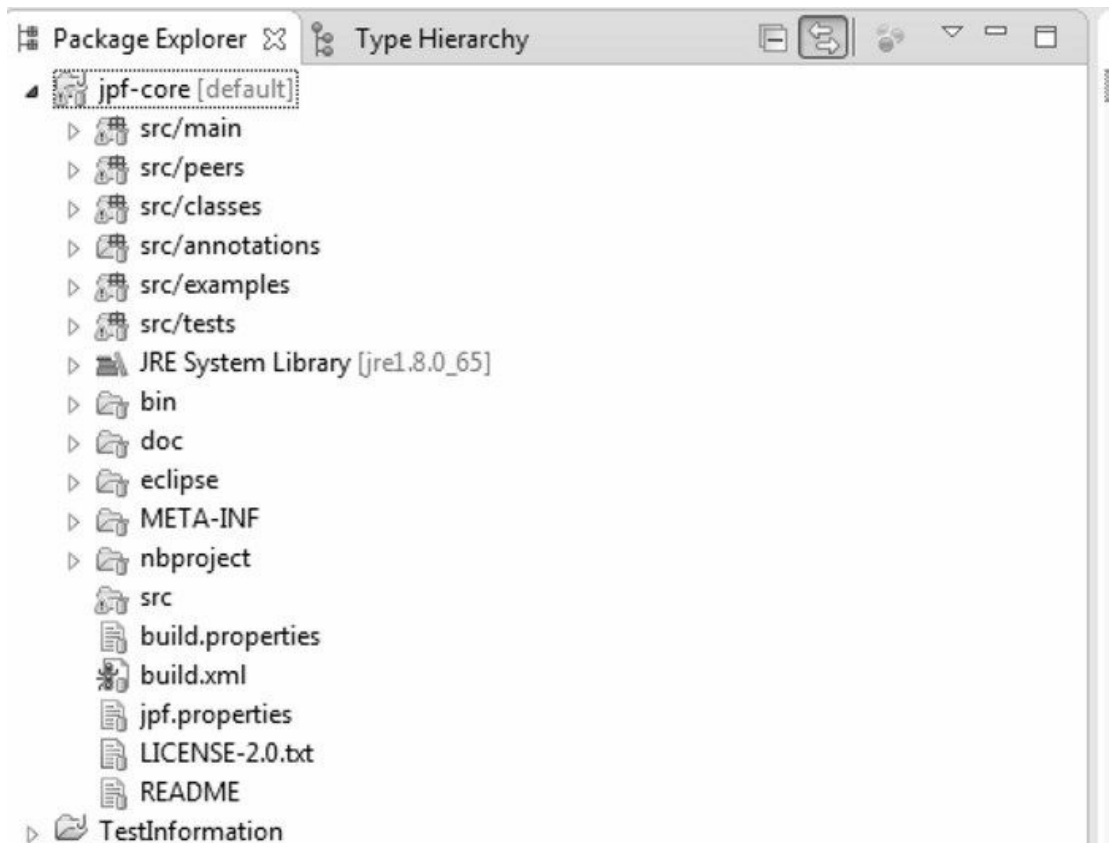 Package Explorer Type Hierarchy
jpf-core [default]
src/main
src/peers
src/classes
src/annotations
src/examples
src/tests
JRE System Library [jre1.8.0_65]
bin
doc
eclipse
META-INF
nbproject
src
build.properties
build.xml
jpf.properties
LICENSE-2.0.txt
README
TestInformation